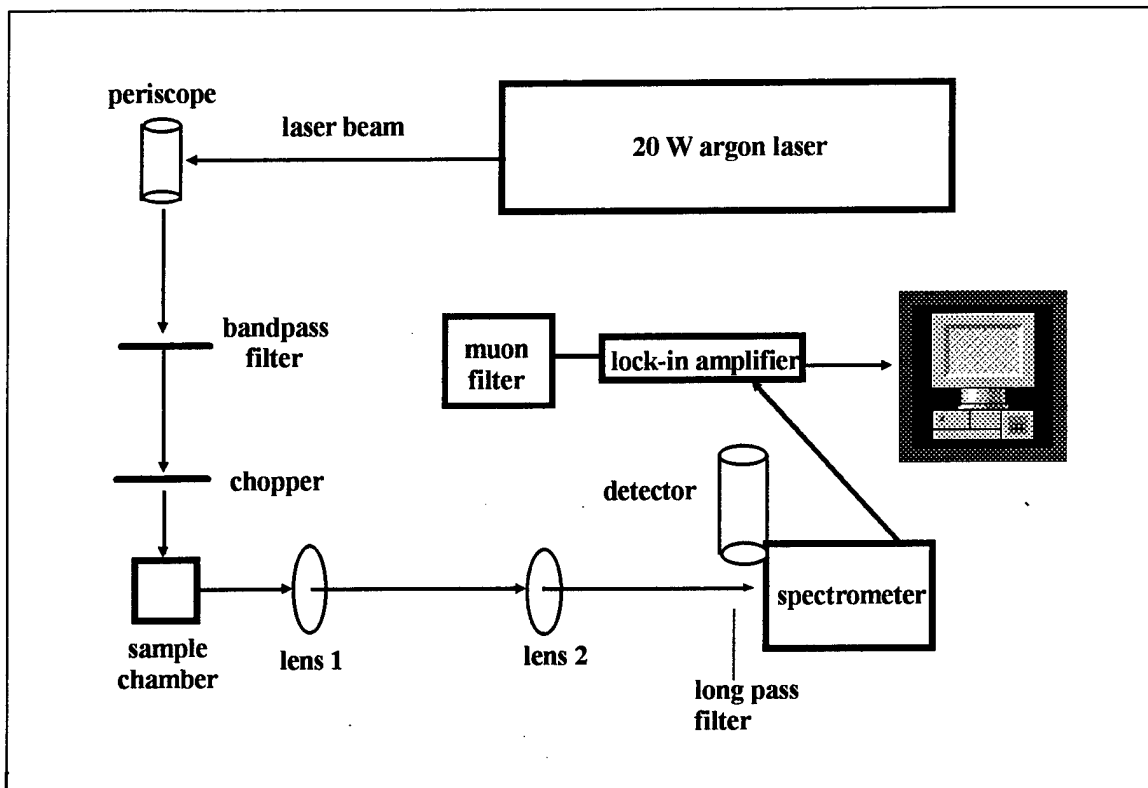 periscope
laser beam
20 W argon laser
bandpass
filter
muon
filter
lock-in amplifier
chopper
detector
spectrometer
sample
chamber
lens 1
lens 2
long pass
filter